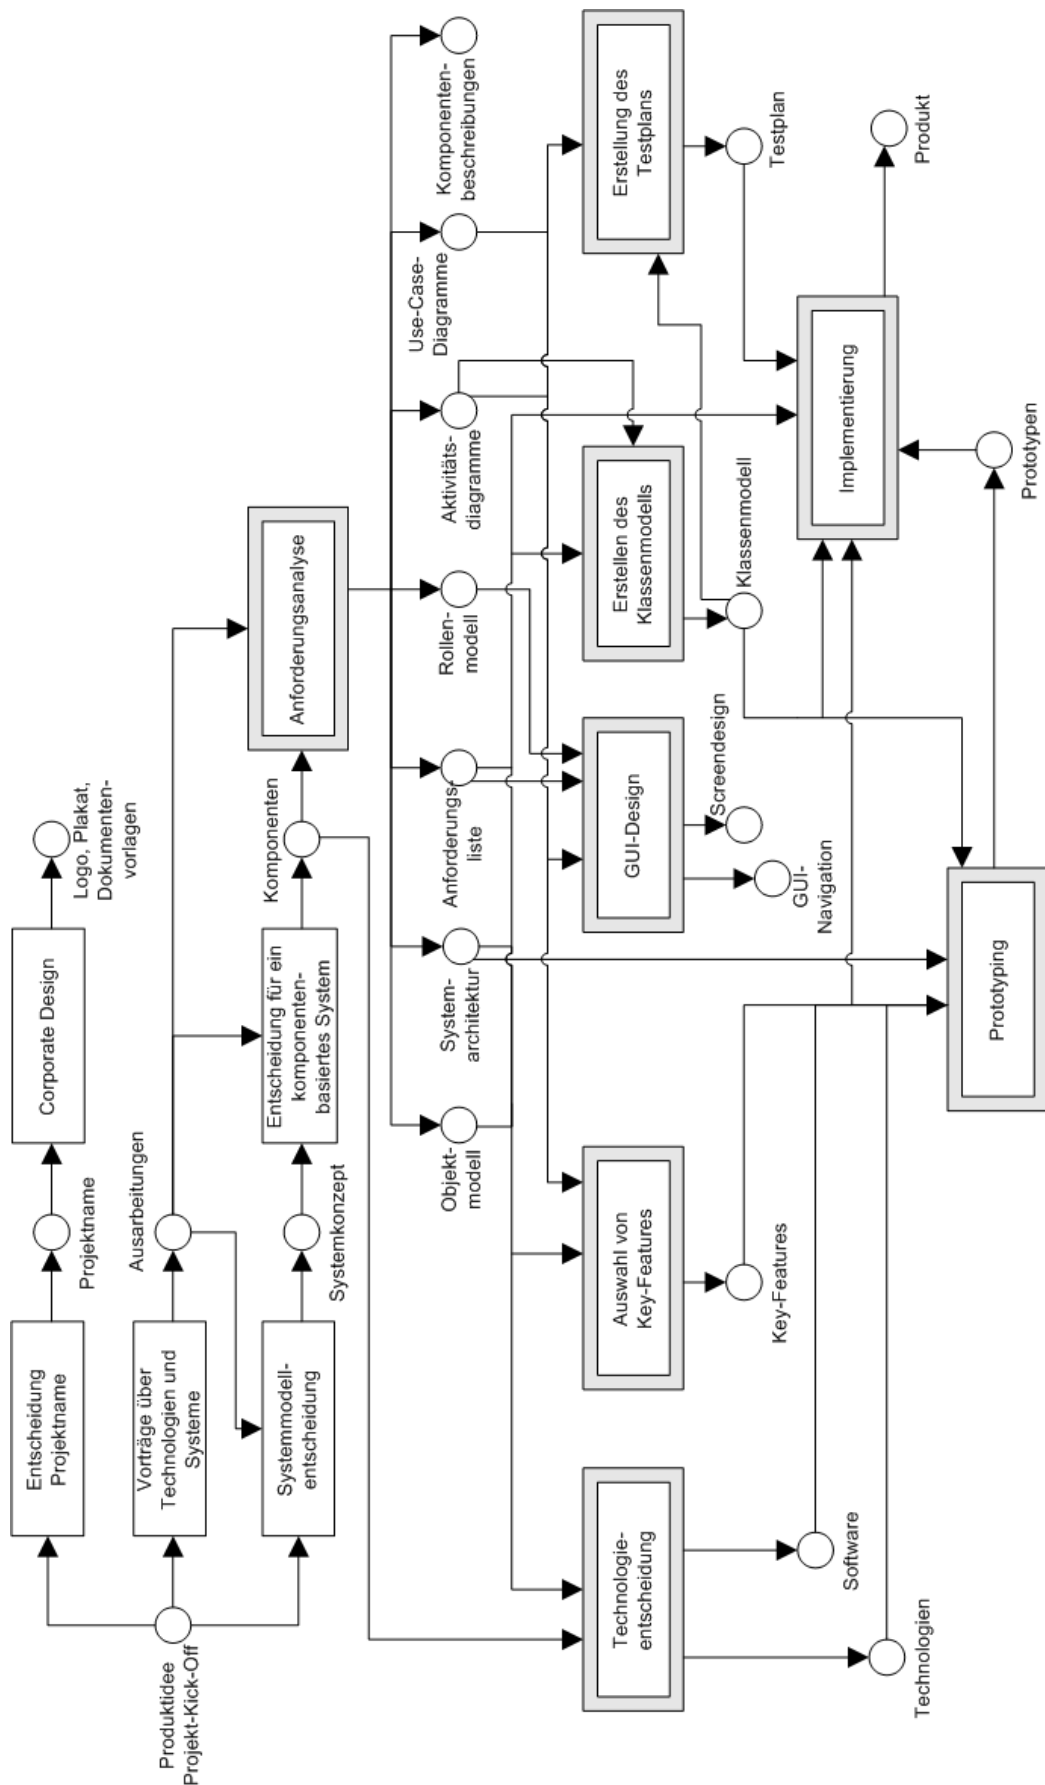 Produktidee
Projekt-Kick-Off
Entscheidung
Projektname
Projektname
Corporate Design
Logo, Plakat,
Dokumenten-
vorlagen
Vorträge über
Technologien und
Systeme
Ausarbeitungen
Systemmodell-
entscheidung
Systemkonzept
Entscheidung für ein
komponenten-
basiertes System
Komponenten
Anforderungsanalyse
Objekt-
modell
System-
architektur
Anforderungs-
liste
Rollen-
modell
Aktivitäts-
diagramme
Use-Case-
Diagramme
Komponenten-
beschreibungen
Technologie-
entscheidung
Auswahl von
Key-Features
GUI-Design
Erstellen des
Klassenmodells
Erstellung des
Testplans
Technologien
Software
Key-Features
GUI-
Navigation
Screendesign
Klassenmodell
Testplan
Prototyping
Implementierung
Prototypen
Produkt